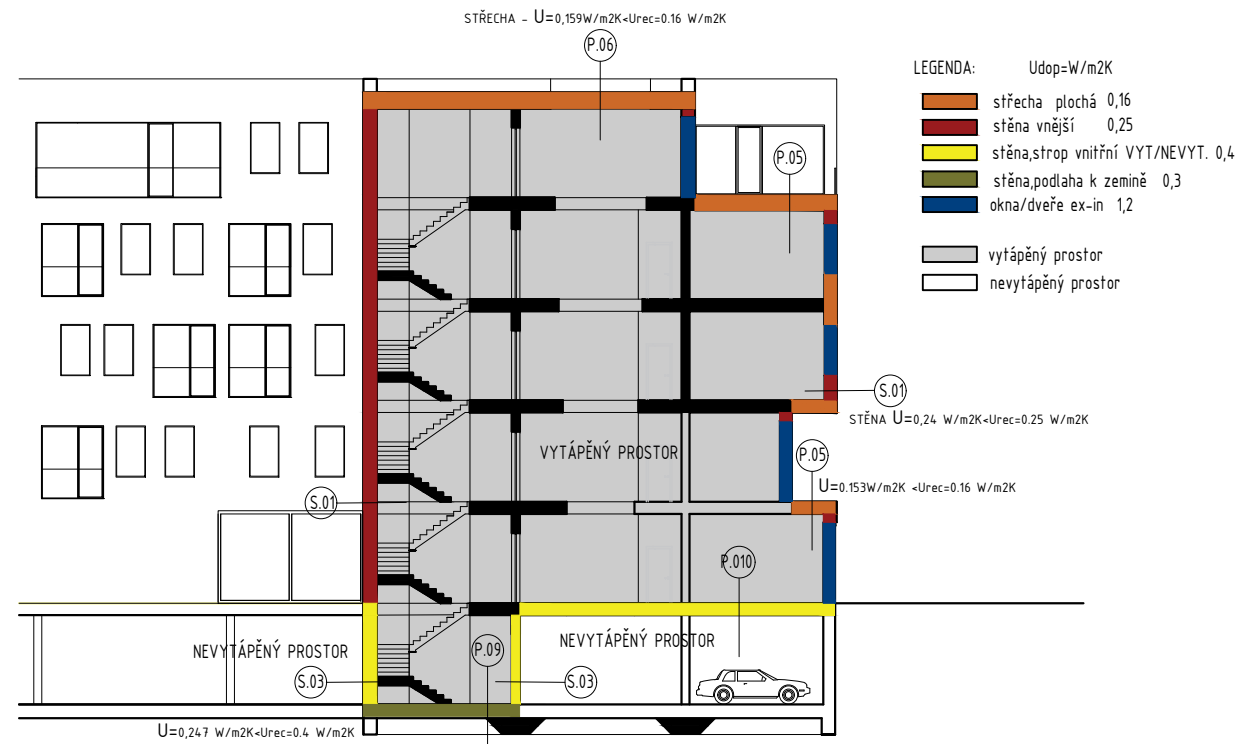 STŘECHA - U=0,159W/m2K<Urec=0.16 W/m2K
P.06
LEGENDA: Udop=W/m2K
střecha plochá 0,16
stěna vnější 0,25
stěna,strop vnitřní VYT/NEVYT. 0,4
stěna,podlaha k zemině 0,3
okna/dveře ex-in 1,2
vytápěný prostor
nevytápěný prostor
P.05
S.01
STĚNA U=0,24 W/m2K<Urec=0.25 W/m2K
VYTÁPĚNÝ PROSTOR
P.05
U=0.153W/m2K <Urec=0.16 W/m2K
S.01
P.010
NEVYTÁPĚNÝ PROSTOR
P.09
NEVYTÁPĚNÝ PROSTOR
S.03
S.03
U=0,247 W/m2K<Urec=0.4 W/m2K